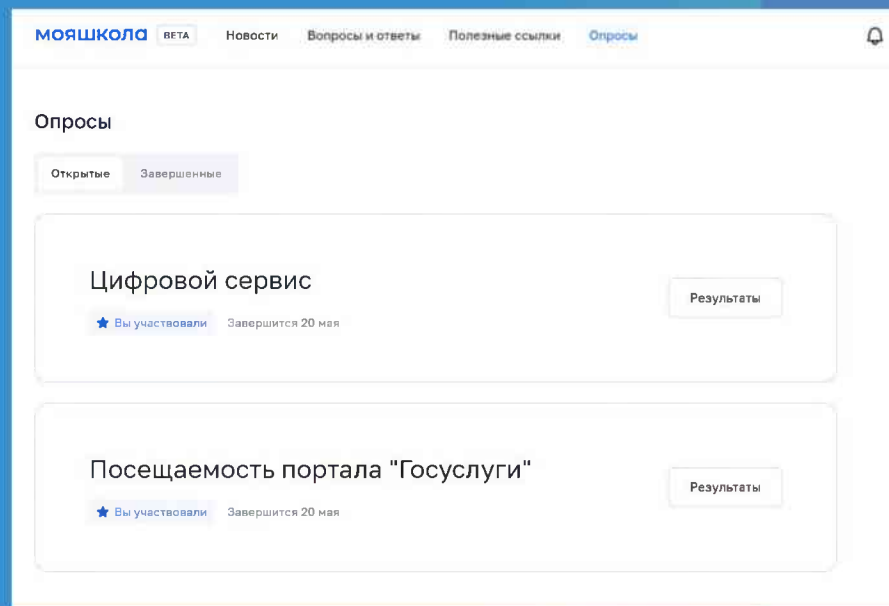 МОЯШКОЛА BETA Новости Вопросы и ответы Полезные ссылки Опросы
Опросы
Открытые Завершенные
Цифровой сервис
Результаты
Вы участвовали Завершится 20 мая
Посещаемость портала "Госуслуги"
Результаты
Вы участвовали Завершится 20 мая